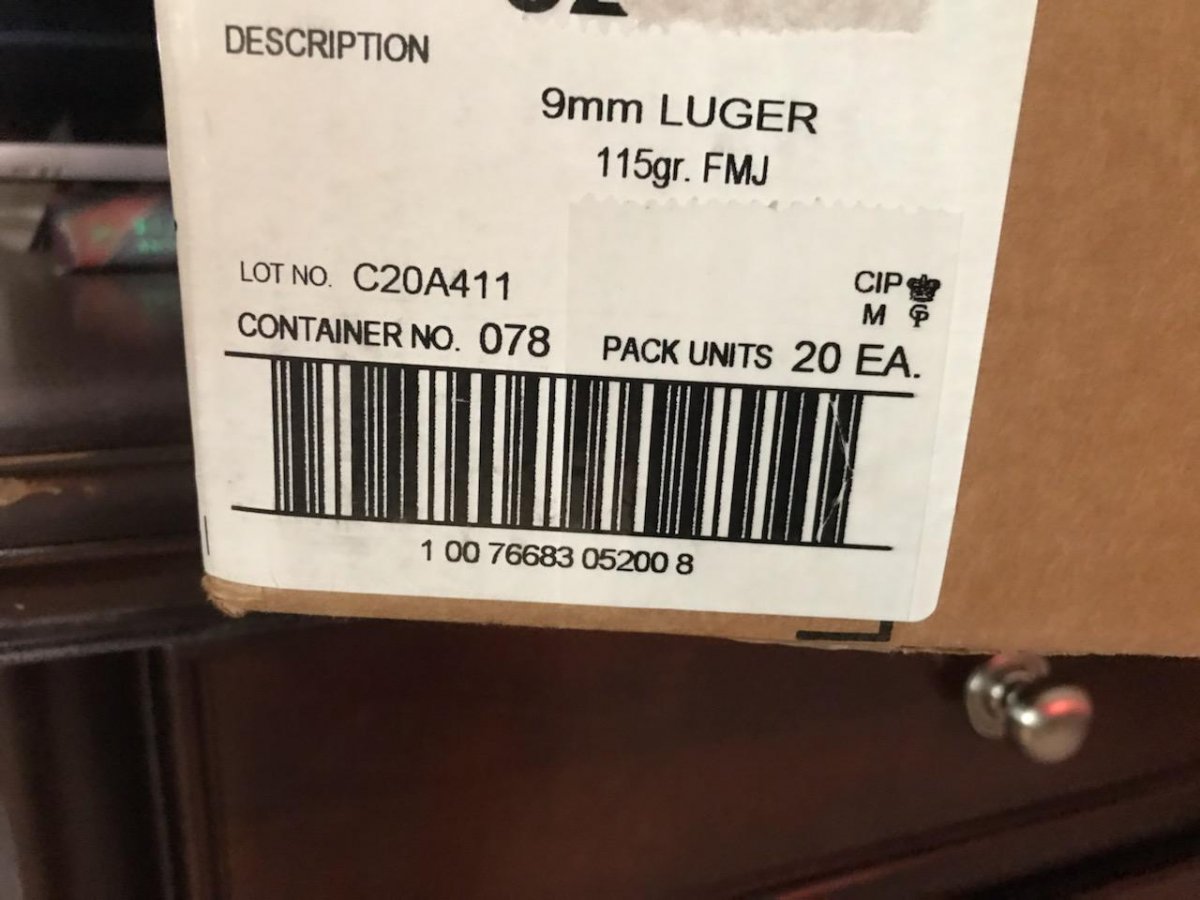 DESCRIPTION
9mm LUGER
115gr. FMJ
LOT NO. C20A411
CIP
CONTAINER NO. 078
M
PACK UNITS 20 EA.
1 00 76683 05200 8